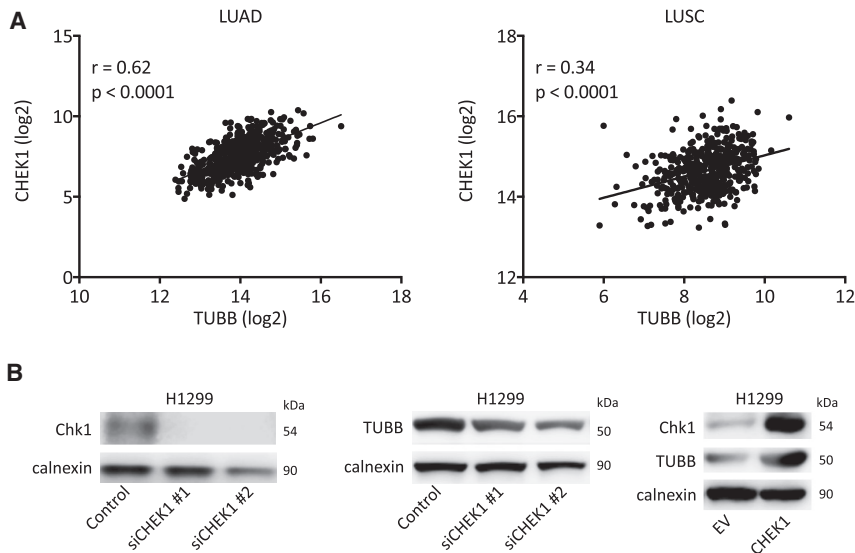 A
LUAD
LUSC
r = 0.62
p < 0.0001
15
10
5
0
CHEK1 (log2)
10 12 14 16 18
TUBB (log2)
r = 0.34
p < 0.0001
18
16
14
12
CHEK1 (log2)
4 6 8 10 12
TUBB (log2)
B
H1299
kDa
Chk1
54
calnexin
90
Control
siCHEK1 #1
siCHEK1 #2
H1299
kDa
TUBB
50
calnexin
90
Control
siCHEK1 #1
siCHEK1 #2
H1299
kDa
Chk1
54
TUBB
50
calnexin
90
EV
CHEK1